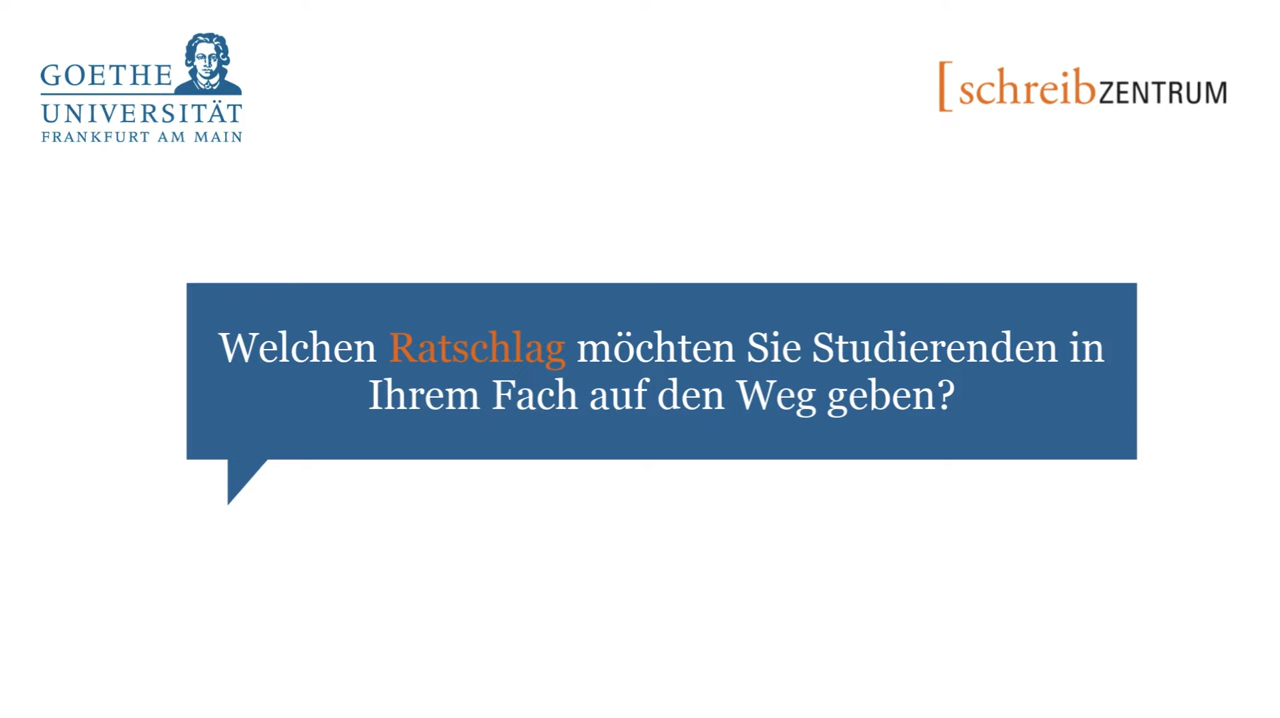 GOETHE
UNIVERSITÄT
FRANKFURT AM MAIN
[schreibZENTRUM
Welchen Ratschlag möchten Sie Studierenden in
Ihrem Fach auf den Weg geben?